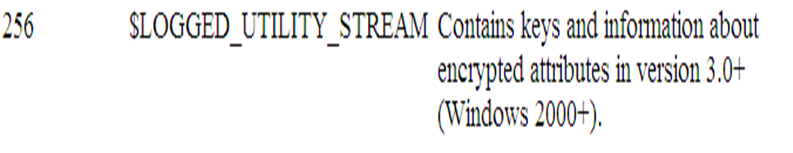 256 $LOGGED_UTILITY_STREAM Contains keys and information about
encrypted attributes in version 3.0+
(Windows 2000+).